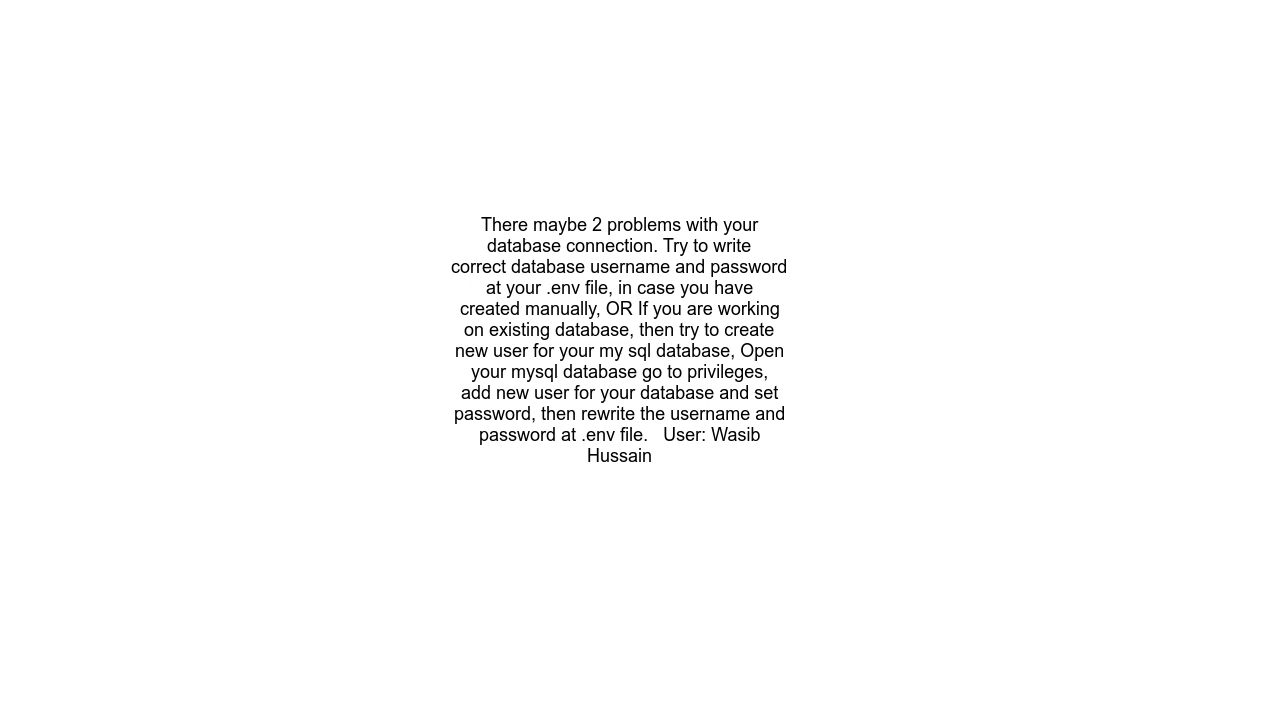 There maybe 2 problems with your
database connection. Try to write
correct database username and password
at your .env file, in case you have
created manually, OR If you are working
on existing database, then try to create
new user for your my sql database, Open
your mysql database go to privileges,
add new user for your database and set
password, then rewrite the username and
password at .env file.   User: Wasib
Hussain